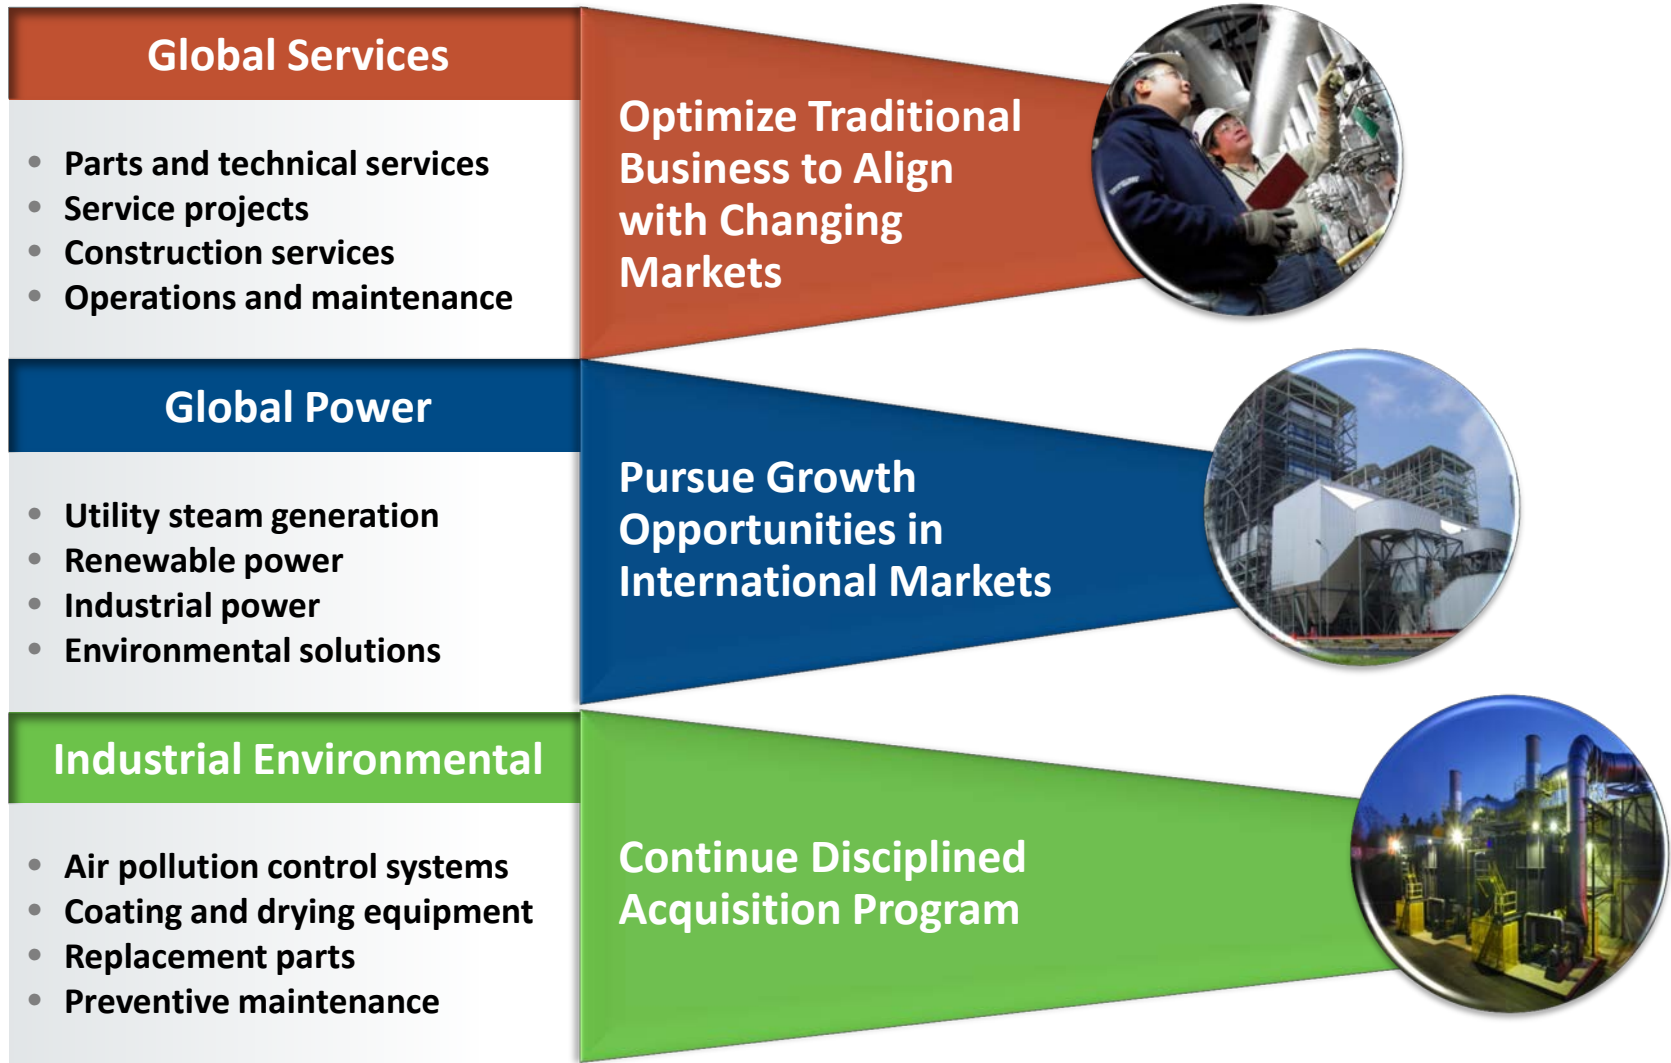 Global Services
• Parts and technical services
• Service projects
• Construction services
• Operations and maintenance
Optimize Traditional
Business to Align
with Changing
Markets
Global Power
• Utility steam generation
• Renewable power
• Industrial power
• Environmental solutions
Pursue Growth
Opportunities in
International Markets
Industrial Environmental
• Air pollution control systems
• Coating and drying equipment
• Replacement parts
• Preventive maintenance
Continue Disciplined
Acquisition Program